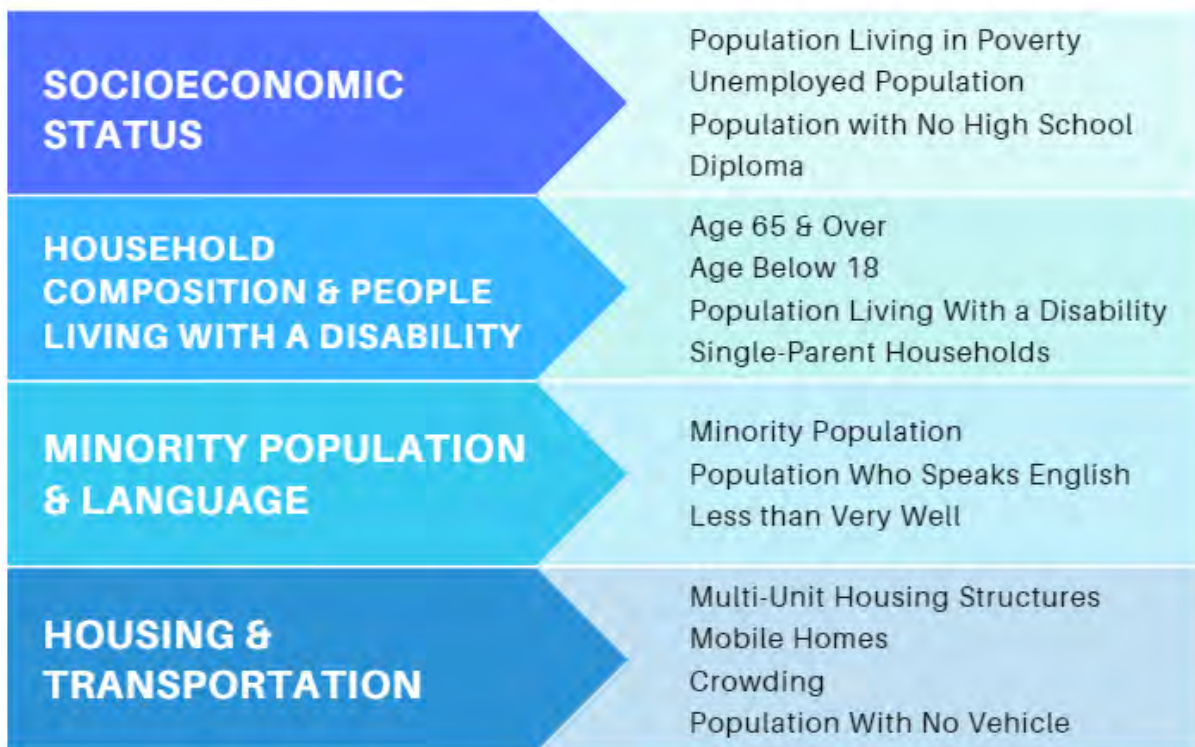 SOCIOECONOMIC
STATUS
Population Living in Poverty
Unemployed Population
Population with No High School
Diploma
HOUSEHOLD
COMPOSITION & PEOPLE
LIVING WITH A DISABILITY
Age 65 & Over
Age Below 18
Population Living With a Disability
Single-Parent Households
MINORITY POPULATION
& LANGUAGE
Minority Population
Population Who Speaks English
Less than Very Well
HOUSING &
TRANSPORTATION
Multi-Unit Housing Structures
Mobile Homes
Crowding
Population With No Vehicle